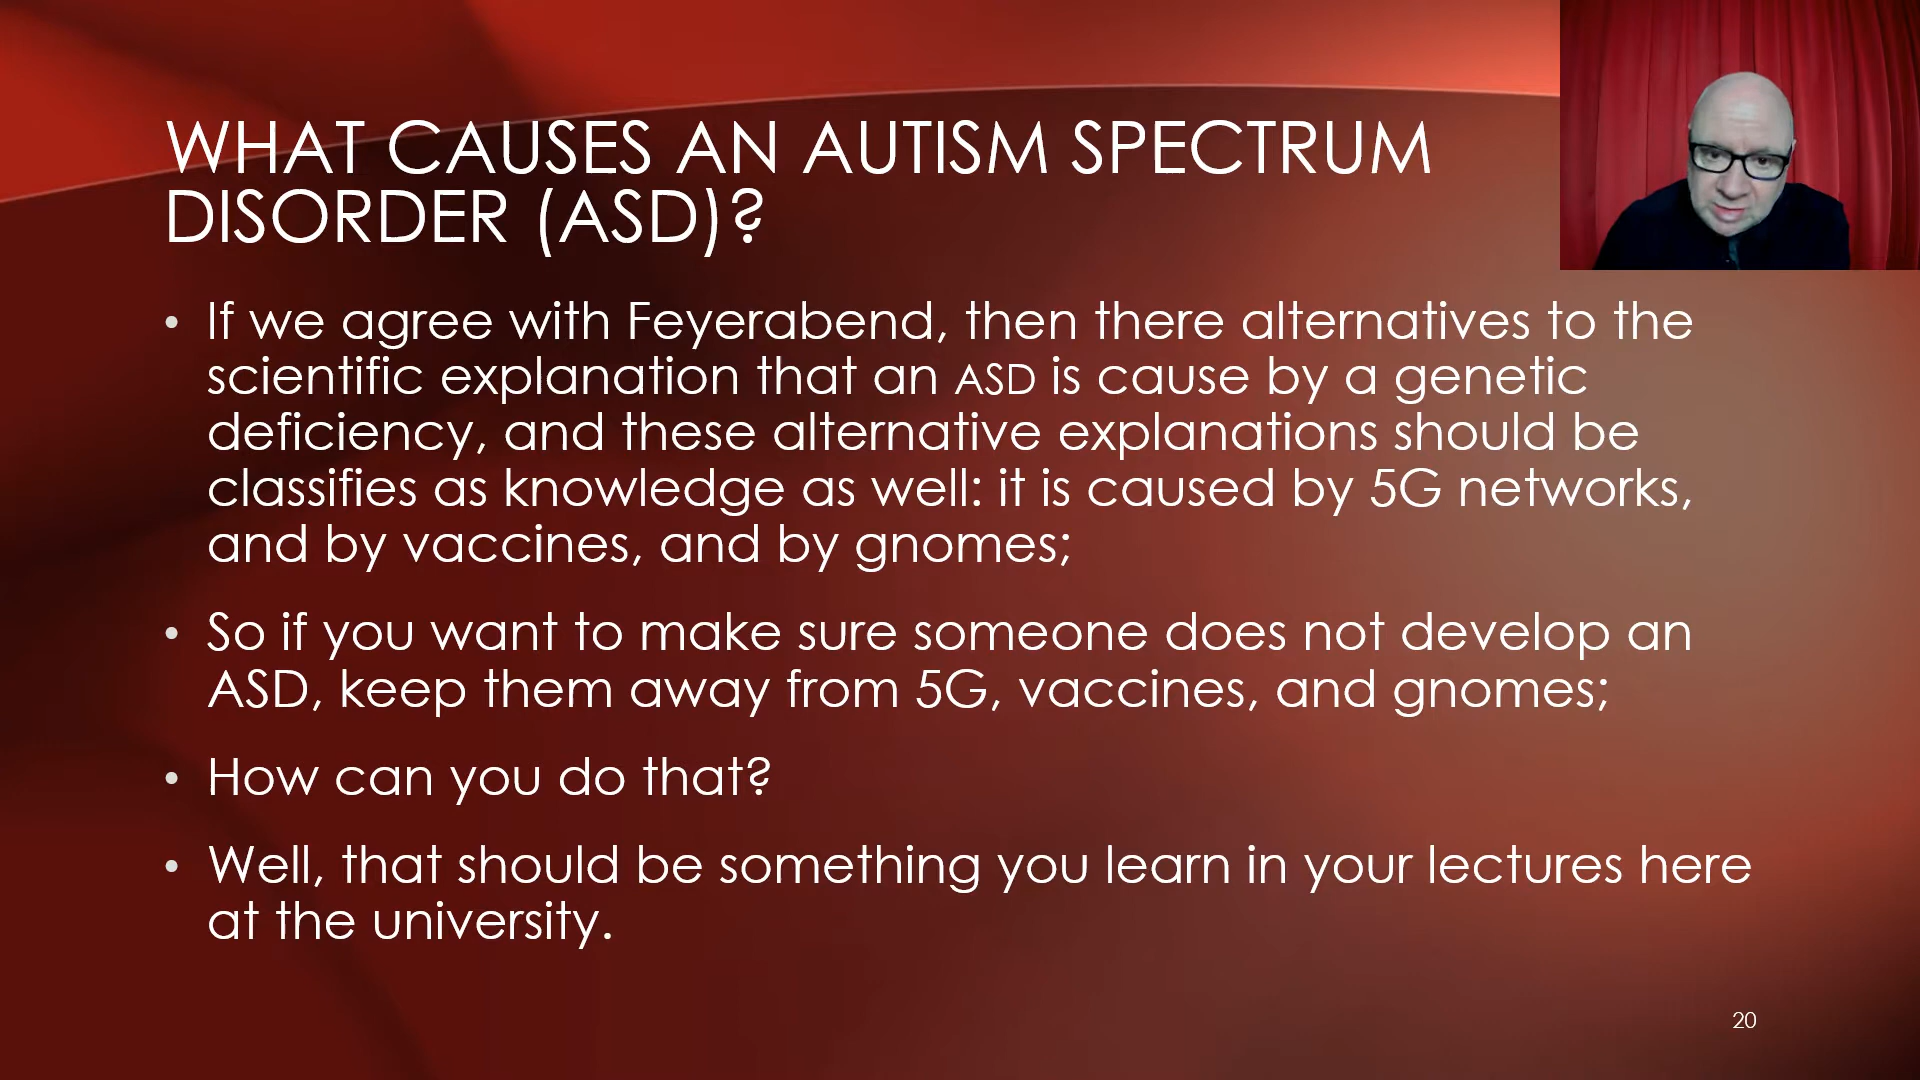 WHAT CAUSES AN AUTISM SPECTRUM
DISORDER (ASD)?
• If we agree with Feyerabend, then there alternatives to the
scientific explanation that an ASD is cause by a genetic
deficiency, and these alternative explanations should be
classifies as knowledge as well: it is caused by 5G networks,
and by vaccines, and by gnomes;
• So if you want to make sure someone does not develop an
ASD, keep them away from 5G, vaccines, and gnomes;
• How can you do that?
• Well, that should be something you learn in your lectures here
at the university.
20